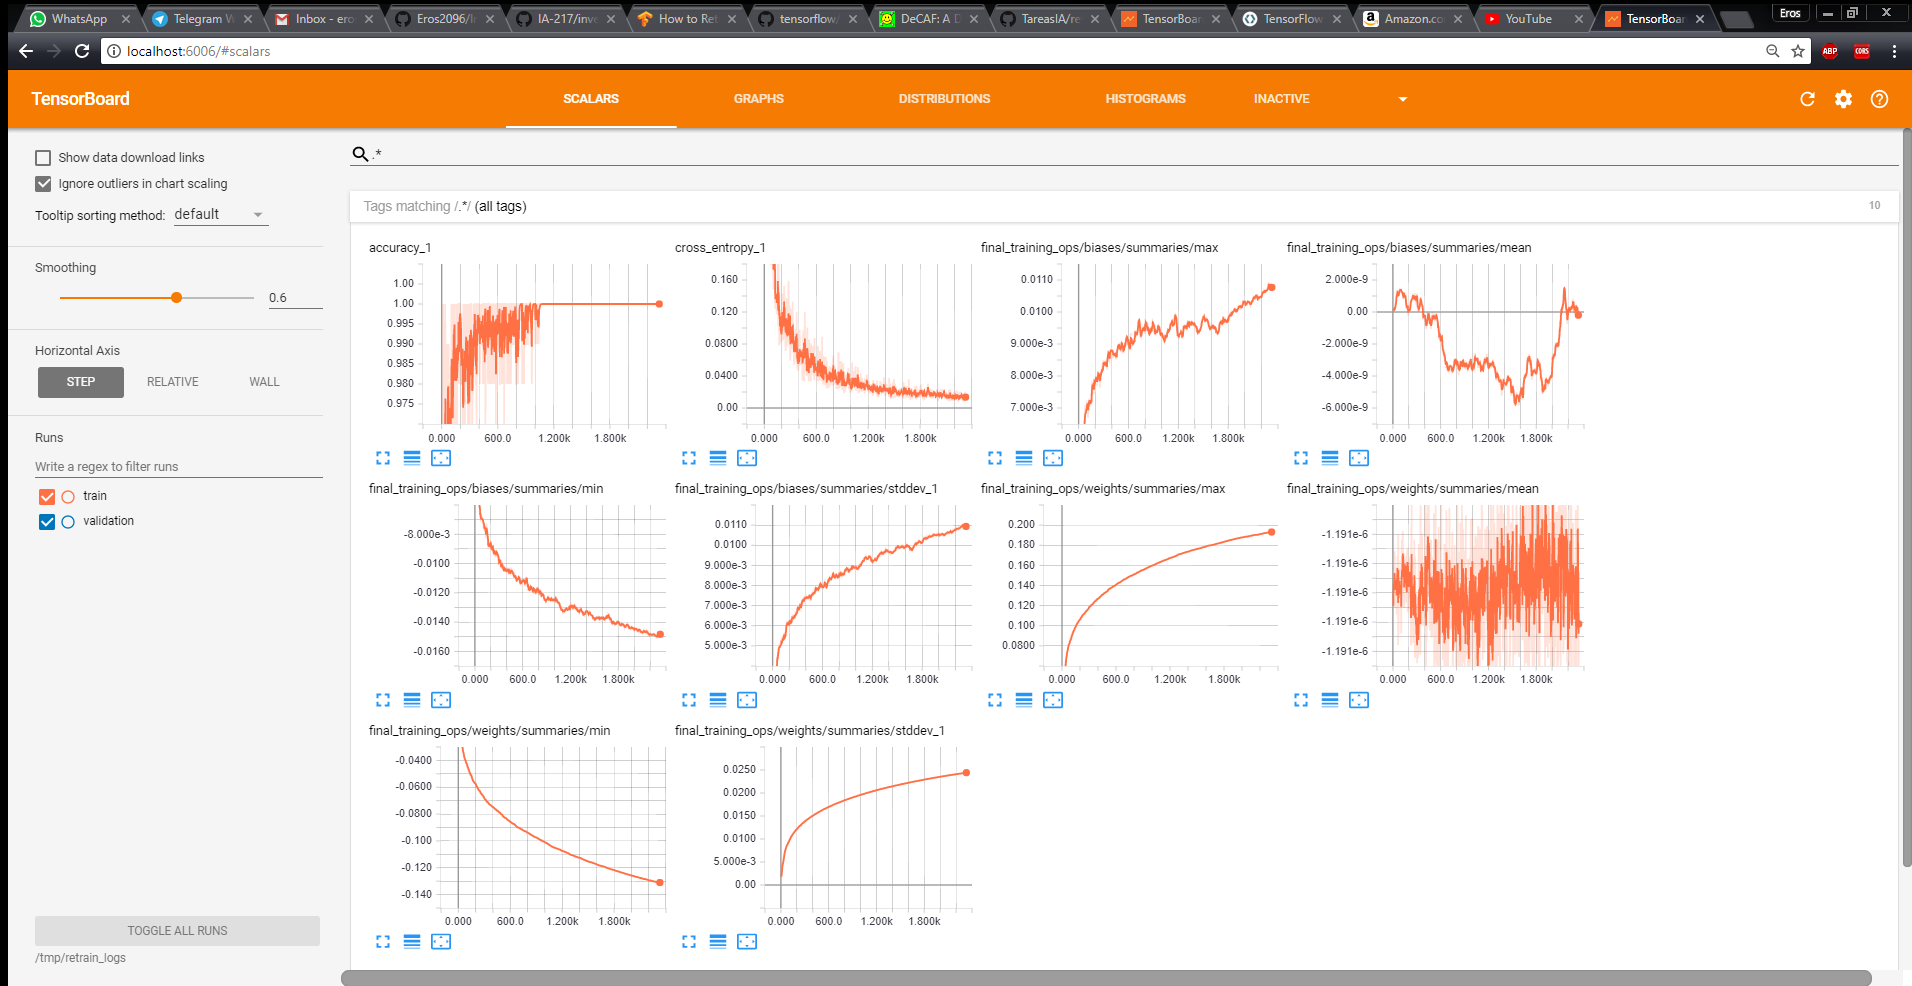 WhatsApp
Telegram W
Inbox - ero
Eros2096/I
IA-217/inve
How to Ret
tensorflow/
DeCAF: A D
TareasIA/re
TensorBoar
TensorFlow
Amazon.co
YouTube
TensorBoar
Eros
localhost:6006/#scalars
ABP
CORS
TensorBoard
SCALARS
GRAPHS
DISTRIBUTIONS
HISTOGRAMS
INACTIVE
Show data download links
Ignore outliers in chart scaling
Tooltip sorting method: default
Smoothing
0.6
Horizontal Axis
STEP RELATIVE WALL
Runs
Write a regex to filter runs
train
validation
TOGGLE ALL RUNS
/tmp/retrain_logs
.*
Tags matching /.*/ (all tags)
10
accuracy_1
1.00
1.00
0.995
0.990
0.985
0.980
0.975
0.000 600.0 1.200k 1.800k
cross_entropy_1
0.160
0.120
0.0800
0.0400
0.00
0.000 600.0 1.200k 1.800k
final_training_ops/biases/summaries/max
0.0110
0.0100
9.000e-3
8.000e-3
7.000e-3
0.000 600.0 1.200k 1.800k
final_training_ops/biases/summaries/mean
2.000e-9
0.00
-2.000e-9
-4.000e-9
-6.000e-9
0.000 600.0 1.200k 1.800k
final_training_ops/biases/summaries/min
-8.000e-3
-0.0100
-0.0120
-0.0140
-0.0160
0.000 600.0 1.200k 1.800k
final_training_ops/biases/summaries/stddev_1
0.0110
0.0100
9.000e-3
8.000e-3
7.000e-3
6.000e-3
5.000e-3
0.000 600.0 1.200k 1.800k
final_training_ops/weights/summaries/max
0.200
0.180
0.160
0.140
0.120
0.100
0.0800
0.000 600.0 1.200k 1.800k
final_training_ops/weights/summaries/mean
-1.191e-6
-1.191e-6
-1.191e-6
-1.191e-6
-1.191e-6
0.000 600.0 1.200k 1.800k
final_training_ops/weights/summaries/min
-0.0400
-0.0600
-0.0800
-0.100
-0.120
-0.140
0.000 600.0 1.200k 1.800k
final_training_ops/weights/summaries/stddev_1
0.0250
0.0200
0.0150
0.0100
5.000e-3
0.00
0.000 600.0 1.200k 1.800k